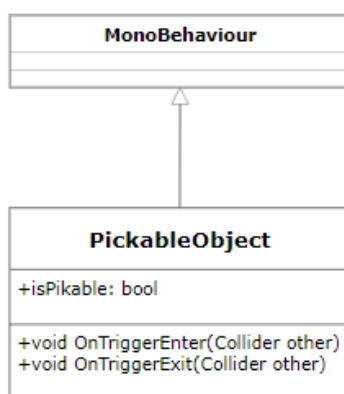 MonoBehaviour
PickableObject
+isPikable: bool
+void OnTriggerEnter(Collider other)
+void OnTriggerExit(Collider other)